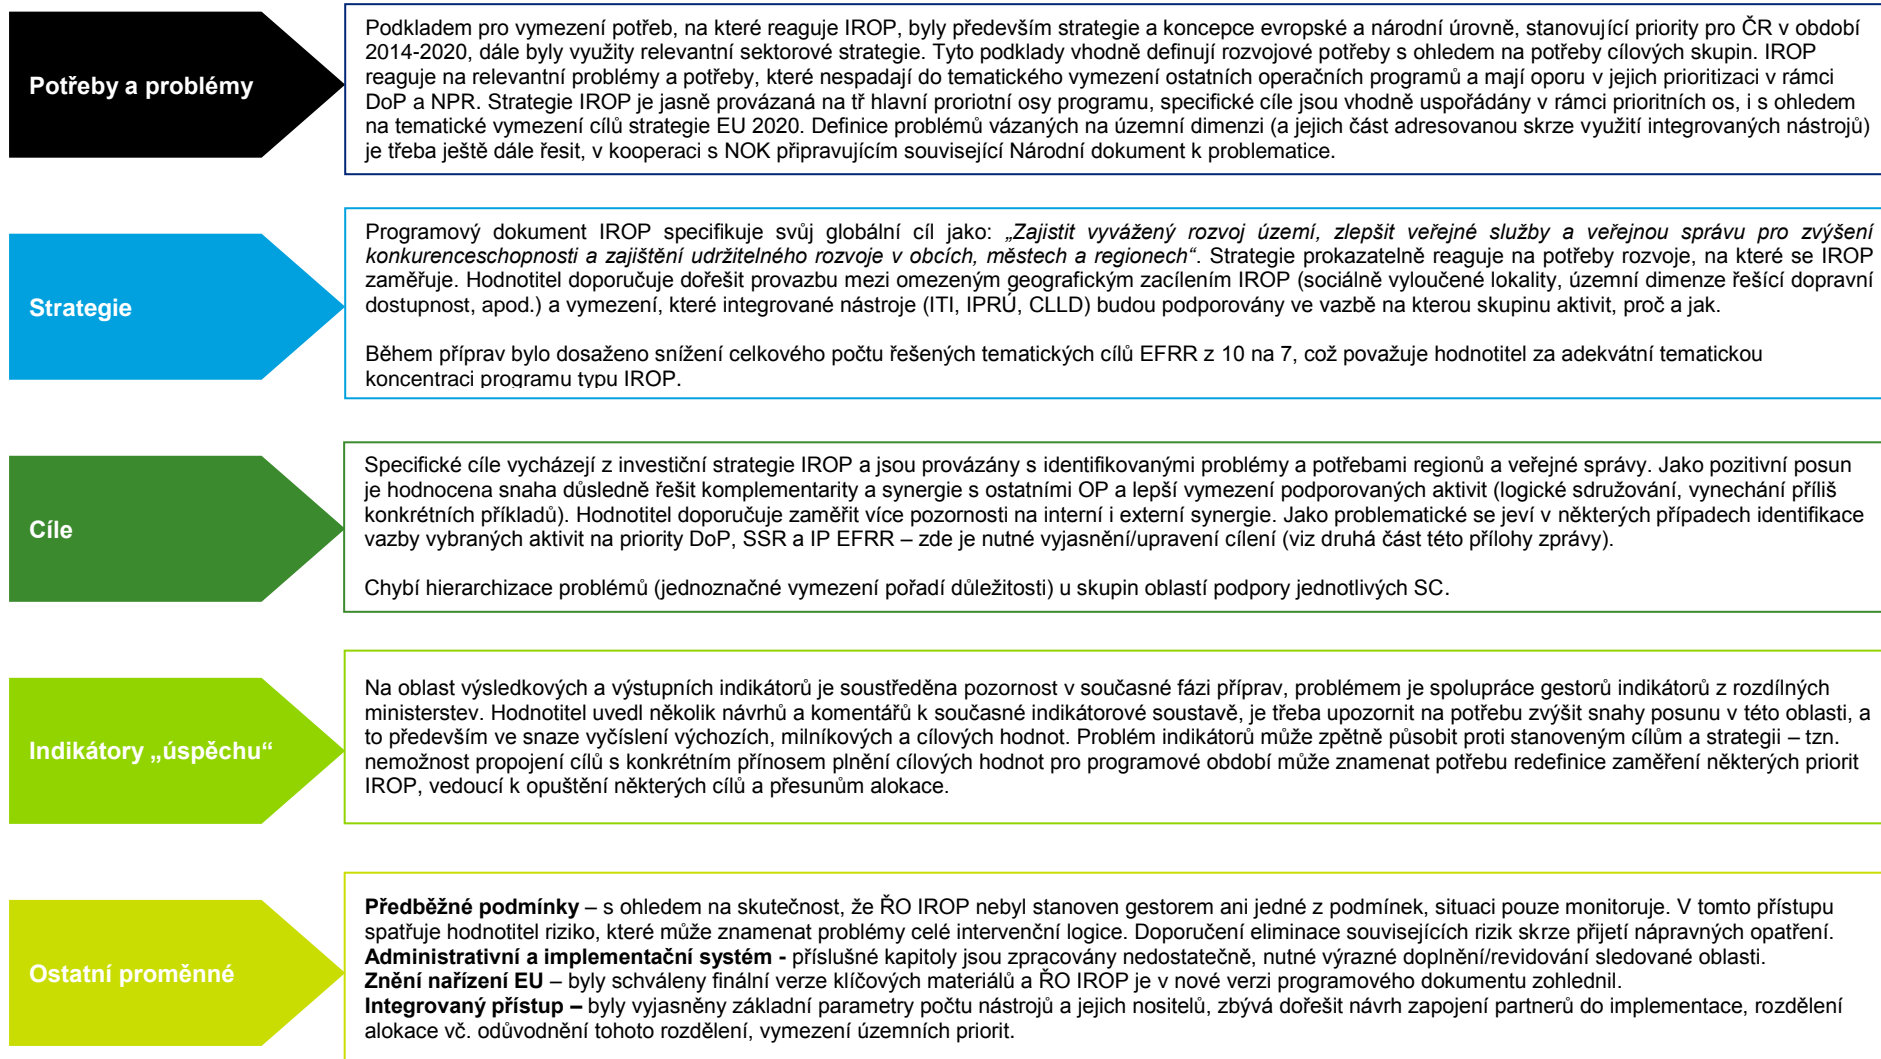 Potřeby a problémy
Podkladem pro vymezení potřeb, na které reaguje IROP, byly především strategie a koncepce evropské a národní úrovně, stanovující priority pro ČR v období
2014-2020, dále byly využity relevantní sektorové strategie. Tyto podklady vhodně definují rozvojové potřeby s ohledem na potřeby cílových skupin. IROP
reaguje na relevantní problémy a potřeby, které nespadají do tematického vymezení ostatních operačních programů a mají oporu v jejich prioritizaci v rámci
DoP a NPR. Strategie IROP je jasně provázaná na tř hlavní proriotní osy programu, specifické cíle jsou vhodně uspořádány v rámci prioritních os, i s ohledem
na tematické vymezení cílů strategie EU 2020. Definice problémů vázaných na územní dimenzi (a jejich část adresovanou skrze využití integrovaných nástrojů)
je třeba ještě dále řesit, v kooperaci s NOK připravujícím související Národní dokument k problematice.
Strategie
Programový dokument IROP specifikuje svůj globální cíl jako: „Zajistit vyvážený rozvoj území, zlepšit veřejné služby a veřejnou správu pro zvýšení
konkurenceschopnosti a zajištění udržitelného rozvoje v obcích, městech a regionech“. Strategie prokazatelně reaguje na potřeby rozvoje, na které se IROP
zaměřuje. Hodnotitel doporučuje dořešit provazbu mezi omezeným geografickým zacílením IROP (sociálně vyloučené lokality, územní dimenze řešící dopravní
dostupnost, apod.) a vymezení, které integrované nástroje (ITI, IPRÚ, CLLD) budou podporovány ve vazbě na kterou skupinu aktivit, proč a jak.
Během příprav bylo dosaženo snížení celkového počtu řešených tematických cílů EFRR z 10 na 7, což považuje hodnotitel za adekvátní tematickou
koncentraci programu typu IROP.
Cíle
Specifické cíle vycházejí z investiční strategie IROP a jsou provázány s identifikovanými problémy a potřebami regionů a veřejné správy. Jako pozitivní posun
je hodnocena snaha důsledně řešit komplementarity a synergie s ostatními OP a lepší vymezení podporovaných aktivit (logické sdružování, vynechání příliš
konkrétních příkladů). Hodnotitel doporučuje zaměřit více pozornosti na interní i externí synergie. Jako problematické se jeví v některých případech identifikace
vazby vybraných aktivit na priority DoP, SSR a IP EFRR – zde je nutné vyjasnění/upravení cílení (viz druhá část této přílohy zprávy).
Chybí hierarchizace problémů (jednoznačné vymezení pořadí důležitosti) u skupin oblastí podpory jednotlivých SC.
Indikátory „úspěchu“
Na oblast výsledkových a výstupních indikátorů je soustředěna pozornost v současné fázi příprav, problémem je spolupráce gestorů indikátorů z rozdílných
ministerstev. Hodnotitel uvedl několik návrhů a komentářů k současné indikátorové soustavě, je třeba upozornit na potřebu zvýšit snahy posunu v této oblasti, a
to především ve snaze vyčíslení výchozích, milníkových a cílových hodnot. Problém indikátorů může zpětně působit proti stanoveným cílům a strategii – tzn.
nemožnost propojení cílů s konkrétním přínosem plnění cílových hodnot pro programové období může znamenat potřebu redefinice zaměření některých priorit
IROP, vedoucí k opuštění některých cílů a přesunům alokace.
Ostatní proměnné
Předběžné podmínky – s ohledem na skutečnost, že ŘO IROP nebyl stanoven gestorem ani jedné z podmínek, situaci pouze monitoruje. V tomto přístupu
spatřuje hodnotitel riziko, které může znamenat problémy celé intervenční logice. Doporučení eliminace souvisejících rizik skrze přijetí nápravných opatření.
Administrativní a implementační systém - příslušné kapitoly jsou zpracovány nedostatečně, nutné výrazné doplnění/revidování sledované oblasti.
Znění nařízení EU – byly schváleny finální verze klíčových materiálů a ŘO IROP je v nové verzi programového dokumentu zohlednil.
Integrovaný přístup – byly vyjasněny základní parametry počtu nástrojů a jejich nositelů, zbývá dořešit návrh zapojení partnerů do implementace, rozdělení
alokace vč. odůvodnění tohoto rozdělení, vymezení územních priorit.